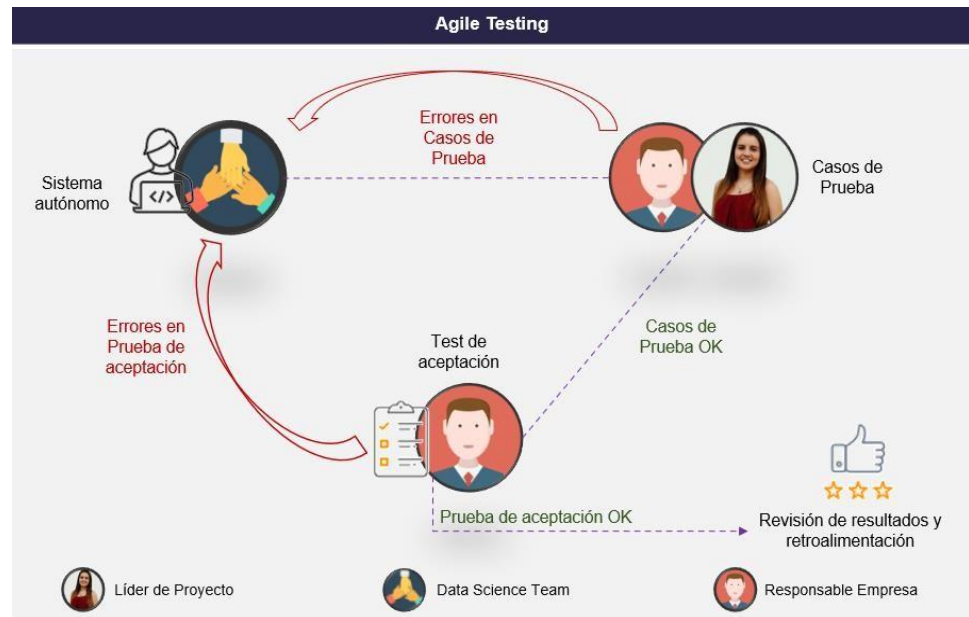 Agile Testing
Errores en
Casos de
Prueba
Sistema
autónomo
</>
Casos de
Prueba
Errores en
Prueba de
aceptación
Test de
aceptación
Casos de
Prueba OK
Prueba de aceptación OK
Revisión de resultados y
retroalimentación
Líder de Proyecto
Data Science Team
Responsable Empresa